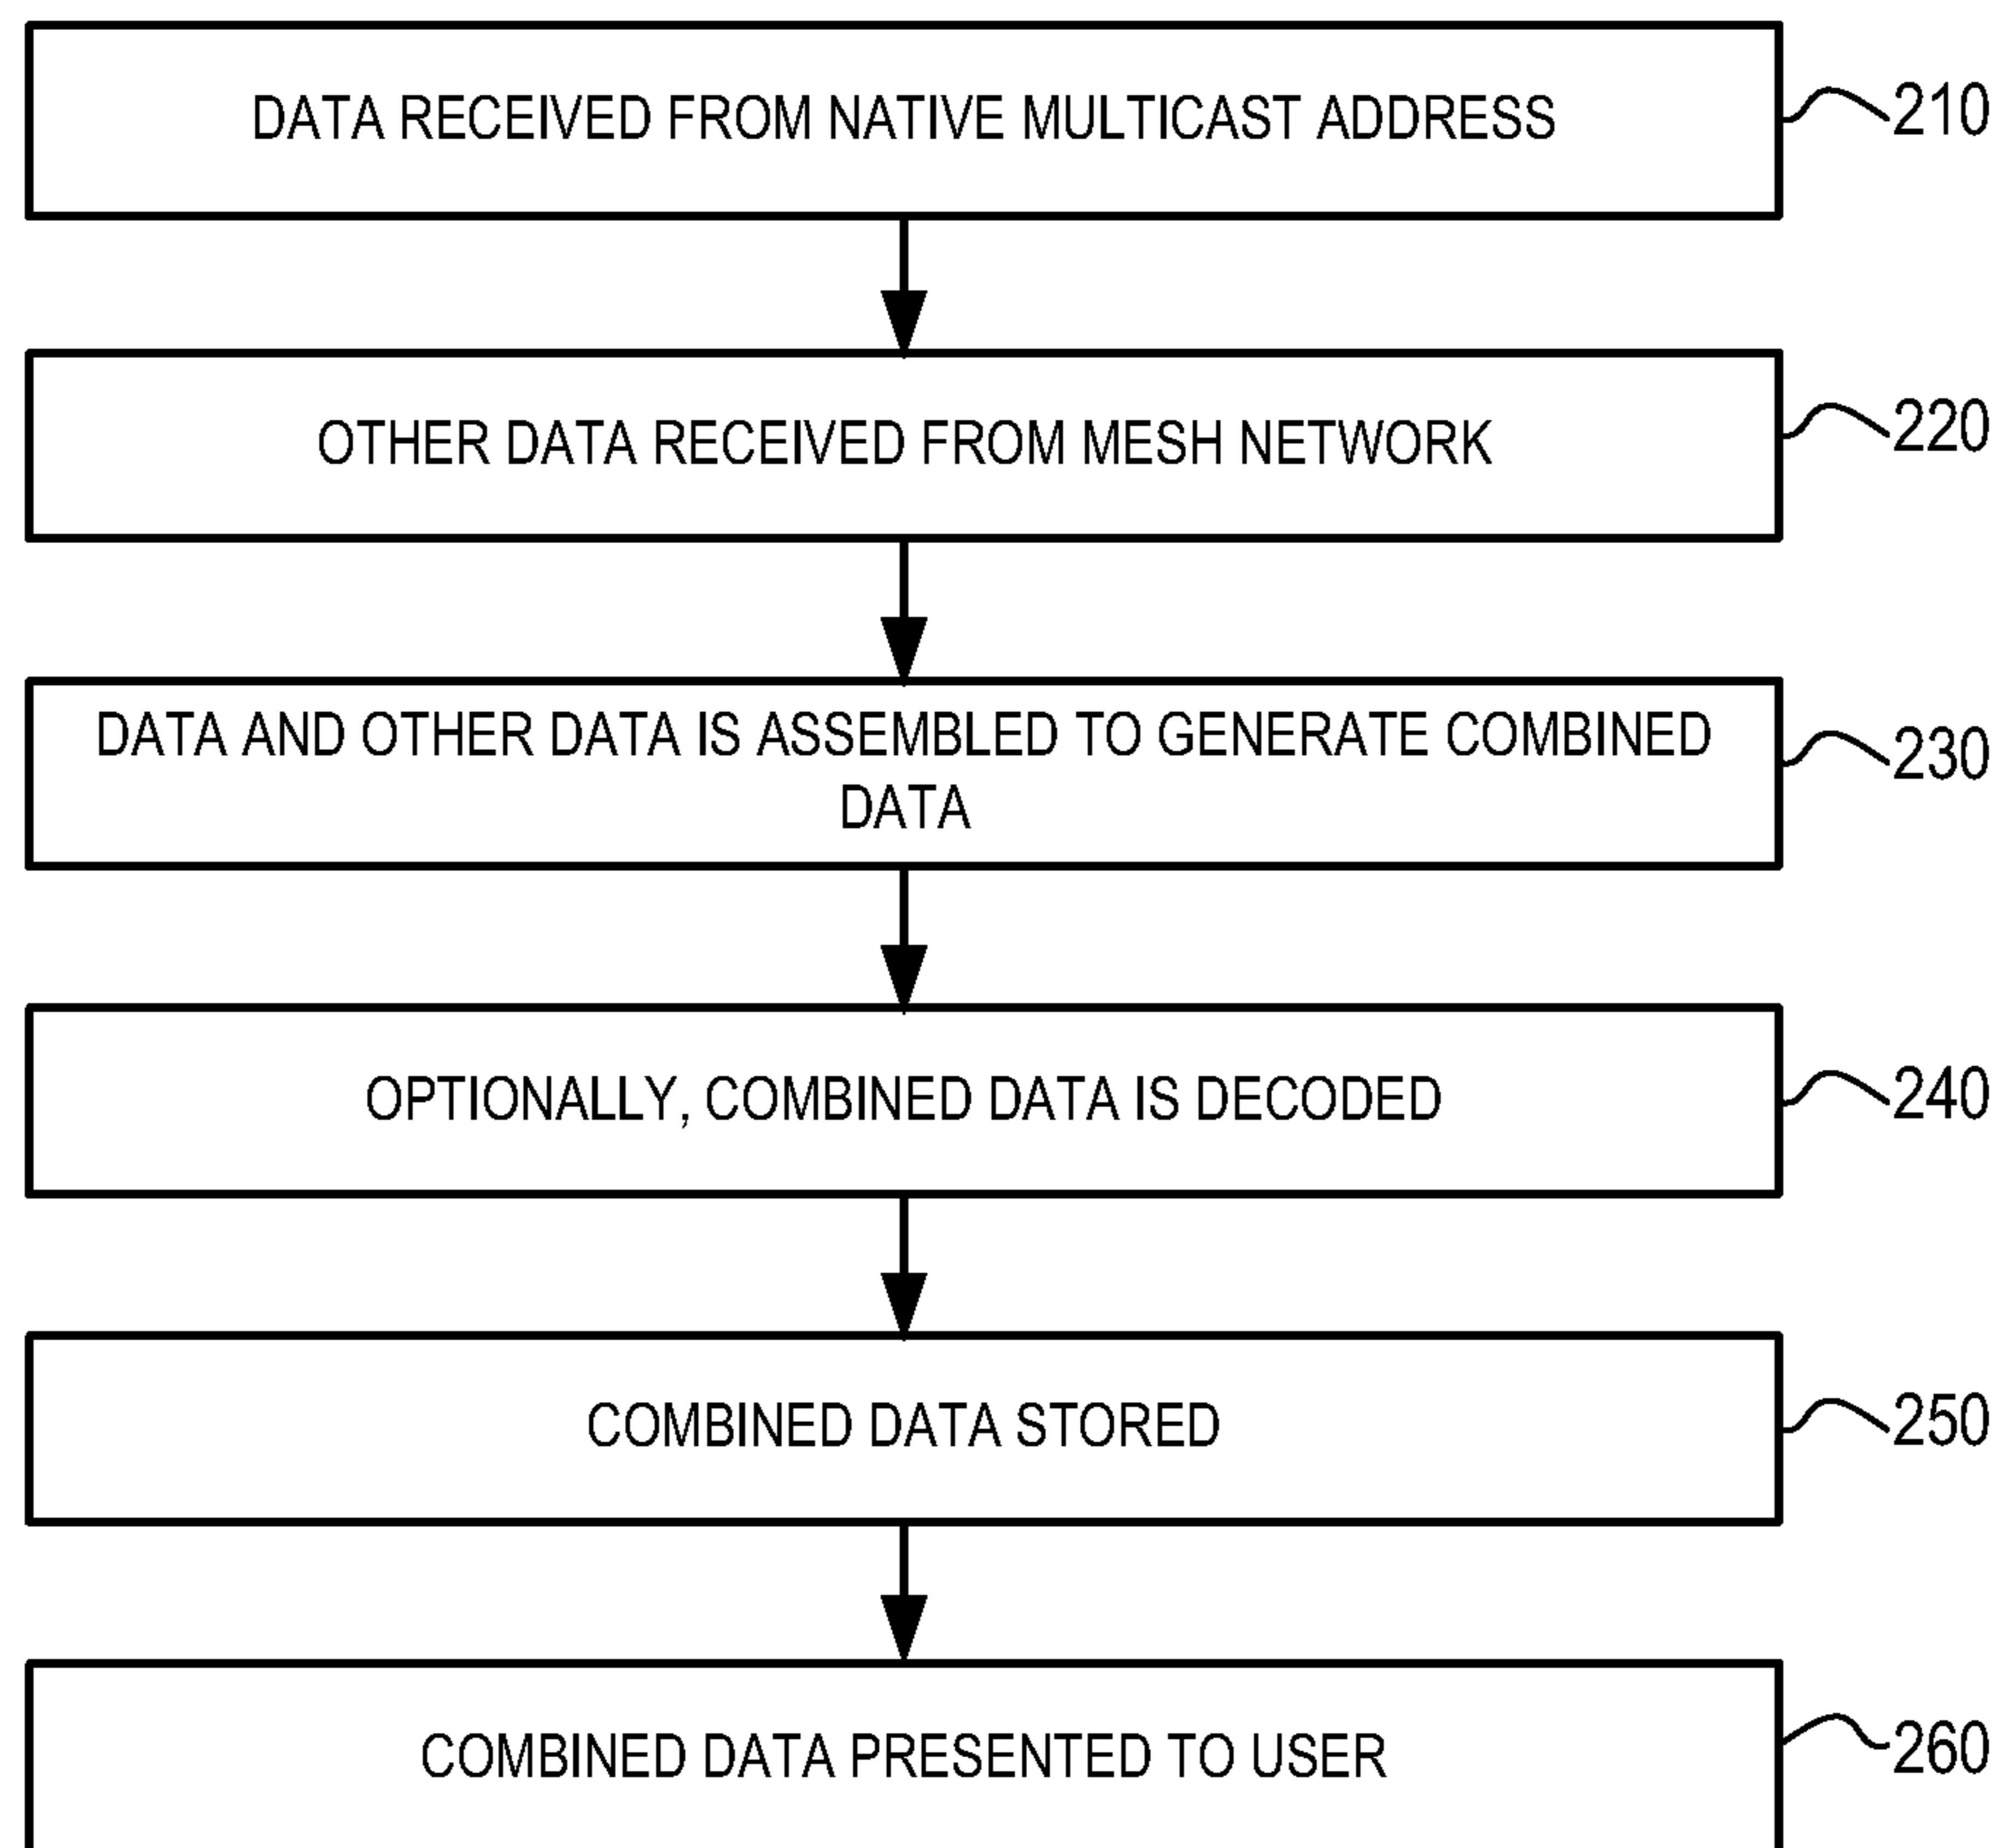 DATA RECEIVED FROM NATIVE MULTICAST ADDRESS
210
OTHER DATA RECEIVED FROM MESH NETWORK
220
DATA AND OTHER DATA IS ASSEMBLED TO GENERATE COMBINED
DATA
230
OPTIONALLY, COMBINED DATA IS DECODED
240
COMBINED DATA STORED
250
COMBINED DATA PRESENTED TO USER
260